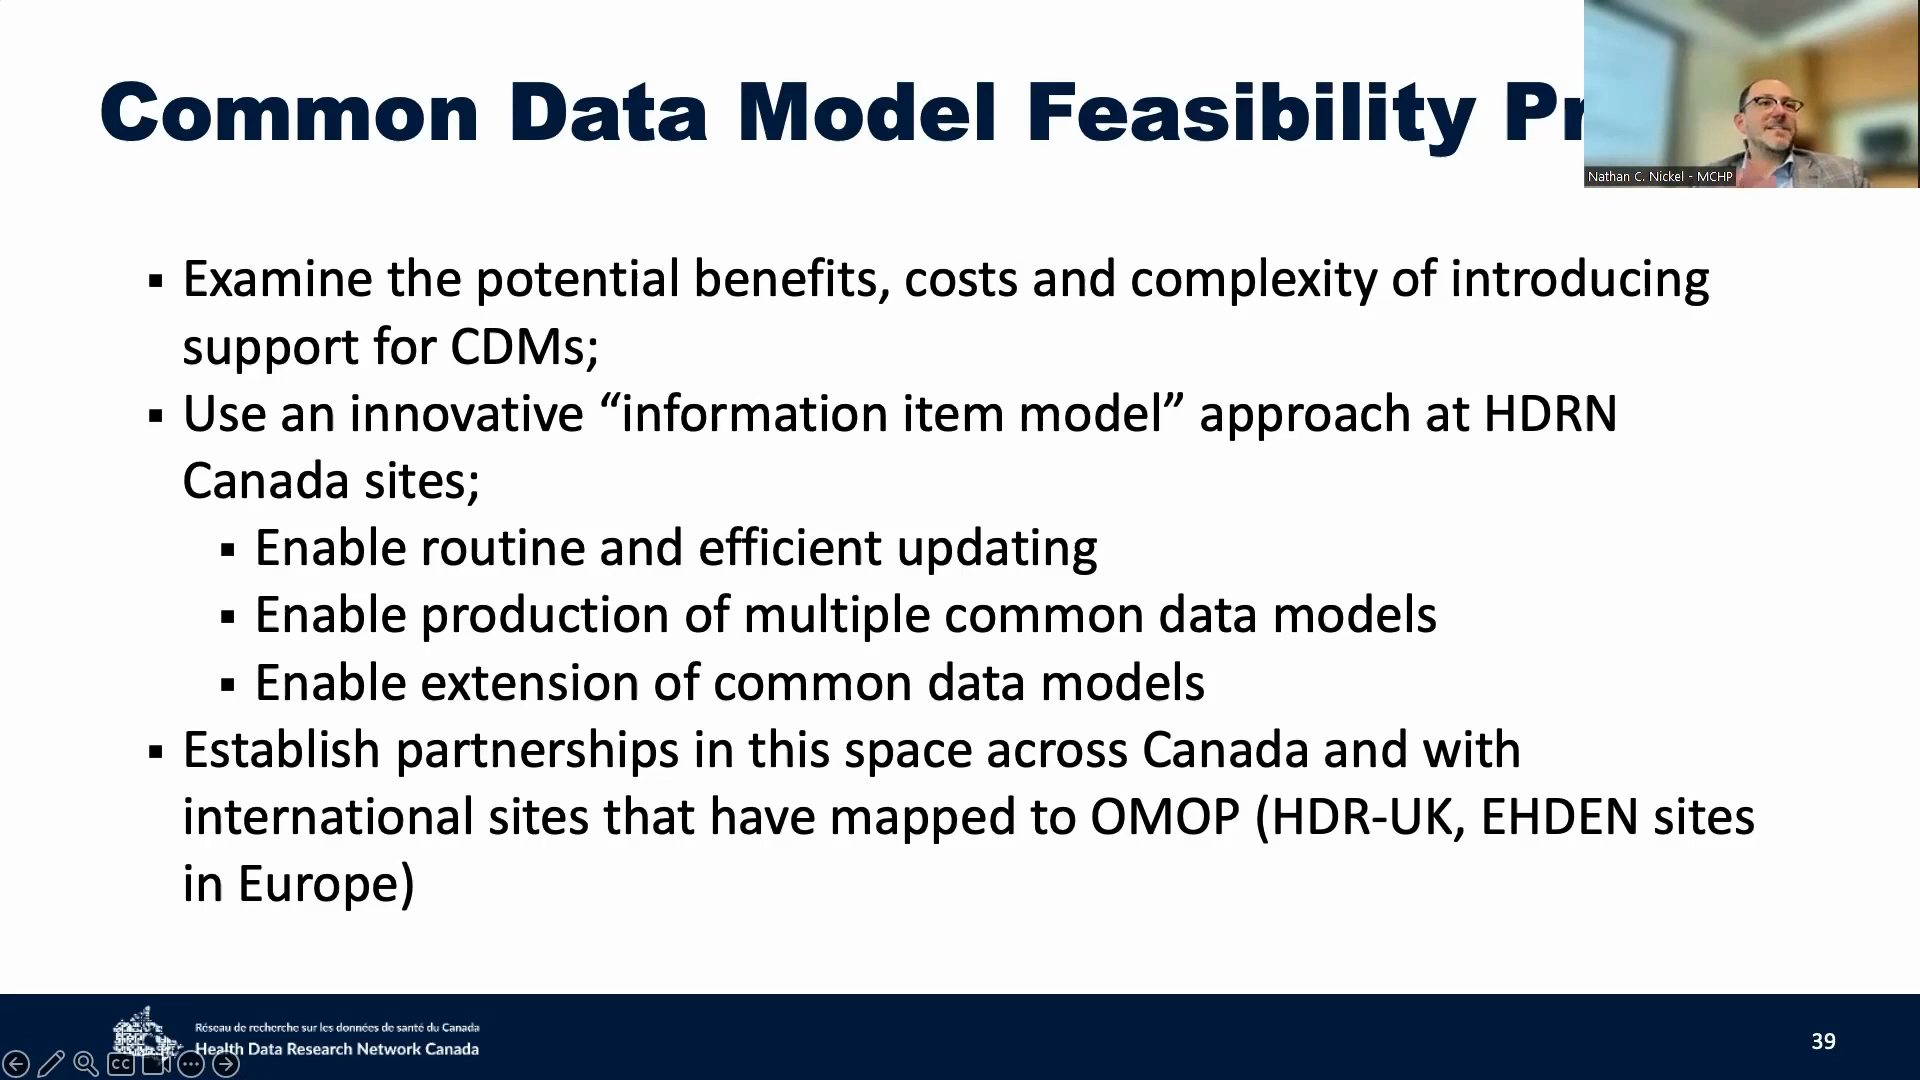 Common Data Model Feasibility
Nathan C. Nickel - MCHP
▪ Examine the potential benefits, costs and complexity of introducing
support for CDMs;
▪ Use an innovative “information item model” approach at HDRN
Canada sites;
▪ Enable routine and efficient updating
▪ Enable production of multiple common data models
▪ Enable extension of common data models
▪ Establish partnerships in this space across Canada and with
international sites that have mapped to OMOP (HDR-UK, EHDEN sites
in Europe)
Réseau de recherche sur les données de santé du Canada
Health Data Research Network Canada
CC
39